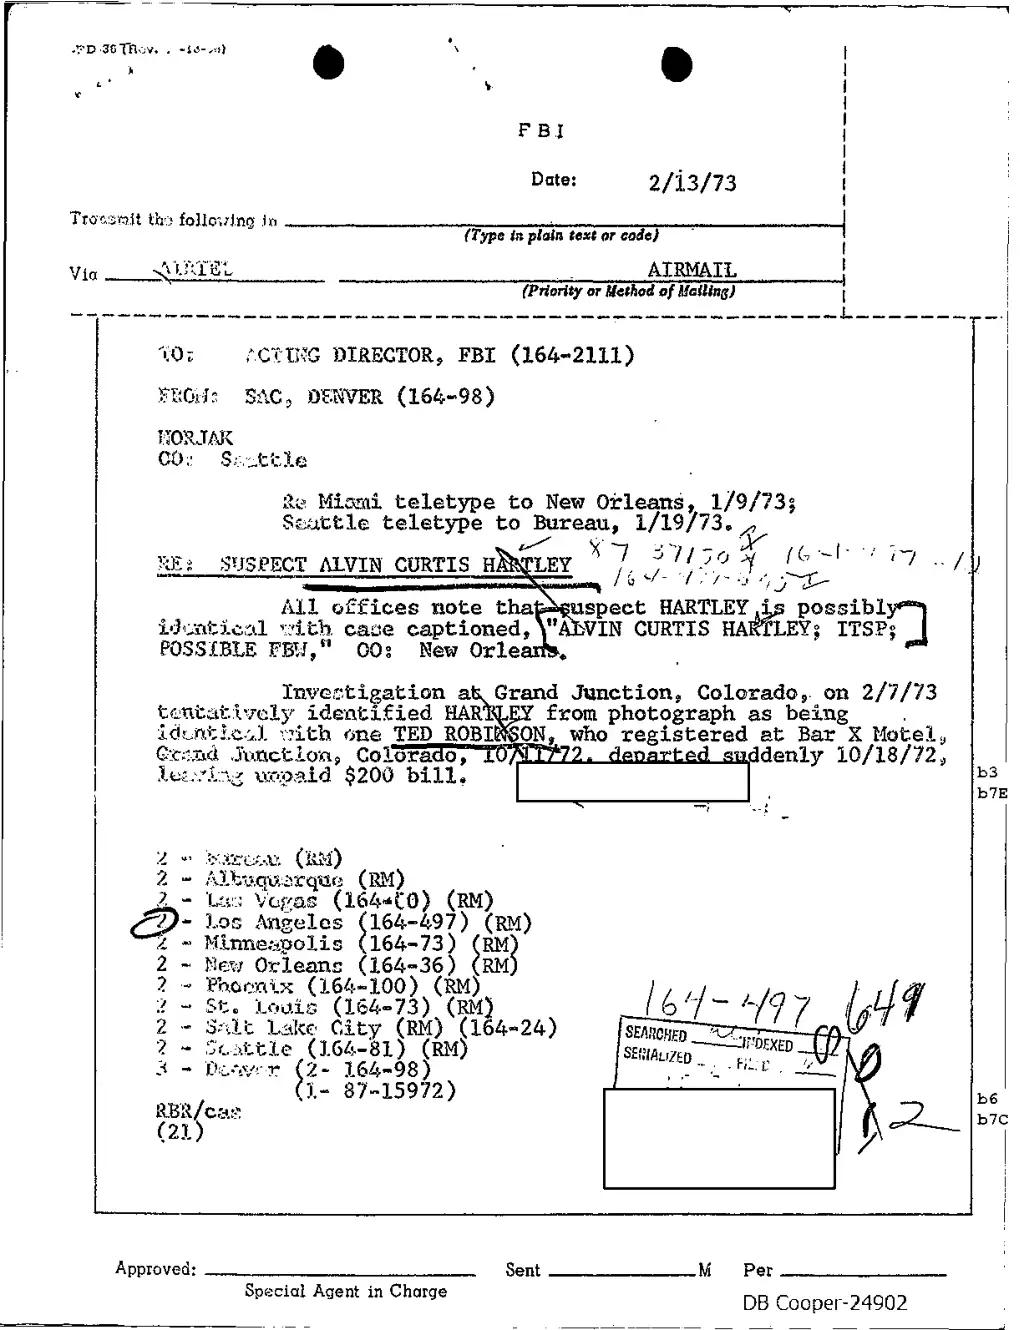 F B I
Date: 2/13/73
Transmit the following in
(Type in plain text or code)
Via AIRTEL AIRMAIL
(Priority or Method of Mailing)
TO: ACTING DIRECTOR, FBI (164-2111)
FROM: SAC, DENVER (164-98)
NORJAK
OO: Seattle
Re Miami teletype to New Orleans, 1/9/73;
Seattle teletype to Bureau, 1/19/73.
RE: SUSPECT ALVIN CURTIS HARTLEY
All offices note that suspect HARTLEY is possibly
identical with case captioned, "ALVIN CURTIS HARTLEY; ITSP;
POSSIBLE FBW," OO: New Orleans.
Investigation at Grand Junction, Colorado, on 2/7/73
tentatively identified HARTLEY from photograph as being
identical with one TED ROBINSON, who registered at Bar X Motel,
Grand Junction, Colorado, 10/11/72, departed suddenly 10/18/72,
leaving unpaid $200 bill.
b3
b7E
2 - Bureau (RM)
2 - Albuquerque (RM)
2 - Las Vegas (164-60) (RM)
2 - Los Angeles (164-497) (RM)
2 - Minneapolis (164-73) (RM)
2 - New Orleans (164-36) (RM)
2 - Phoenix (164-100) (RM)
2 - St. Louis (164-73) (RM)
2 - Salt Lake City (RM) (164-24)
2 - Seattle (164-81) (RM)
3 - Denver (2- 164-98)
(1- 87-15972)
RBR/cas
(21)
164-497 649
SEARCHED INDEXED
SERIALIZED FILED
b6
b7C
Approved: Sent M Per
Special Agent in Charge
DB Cooper-24902